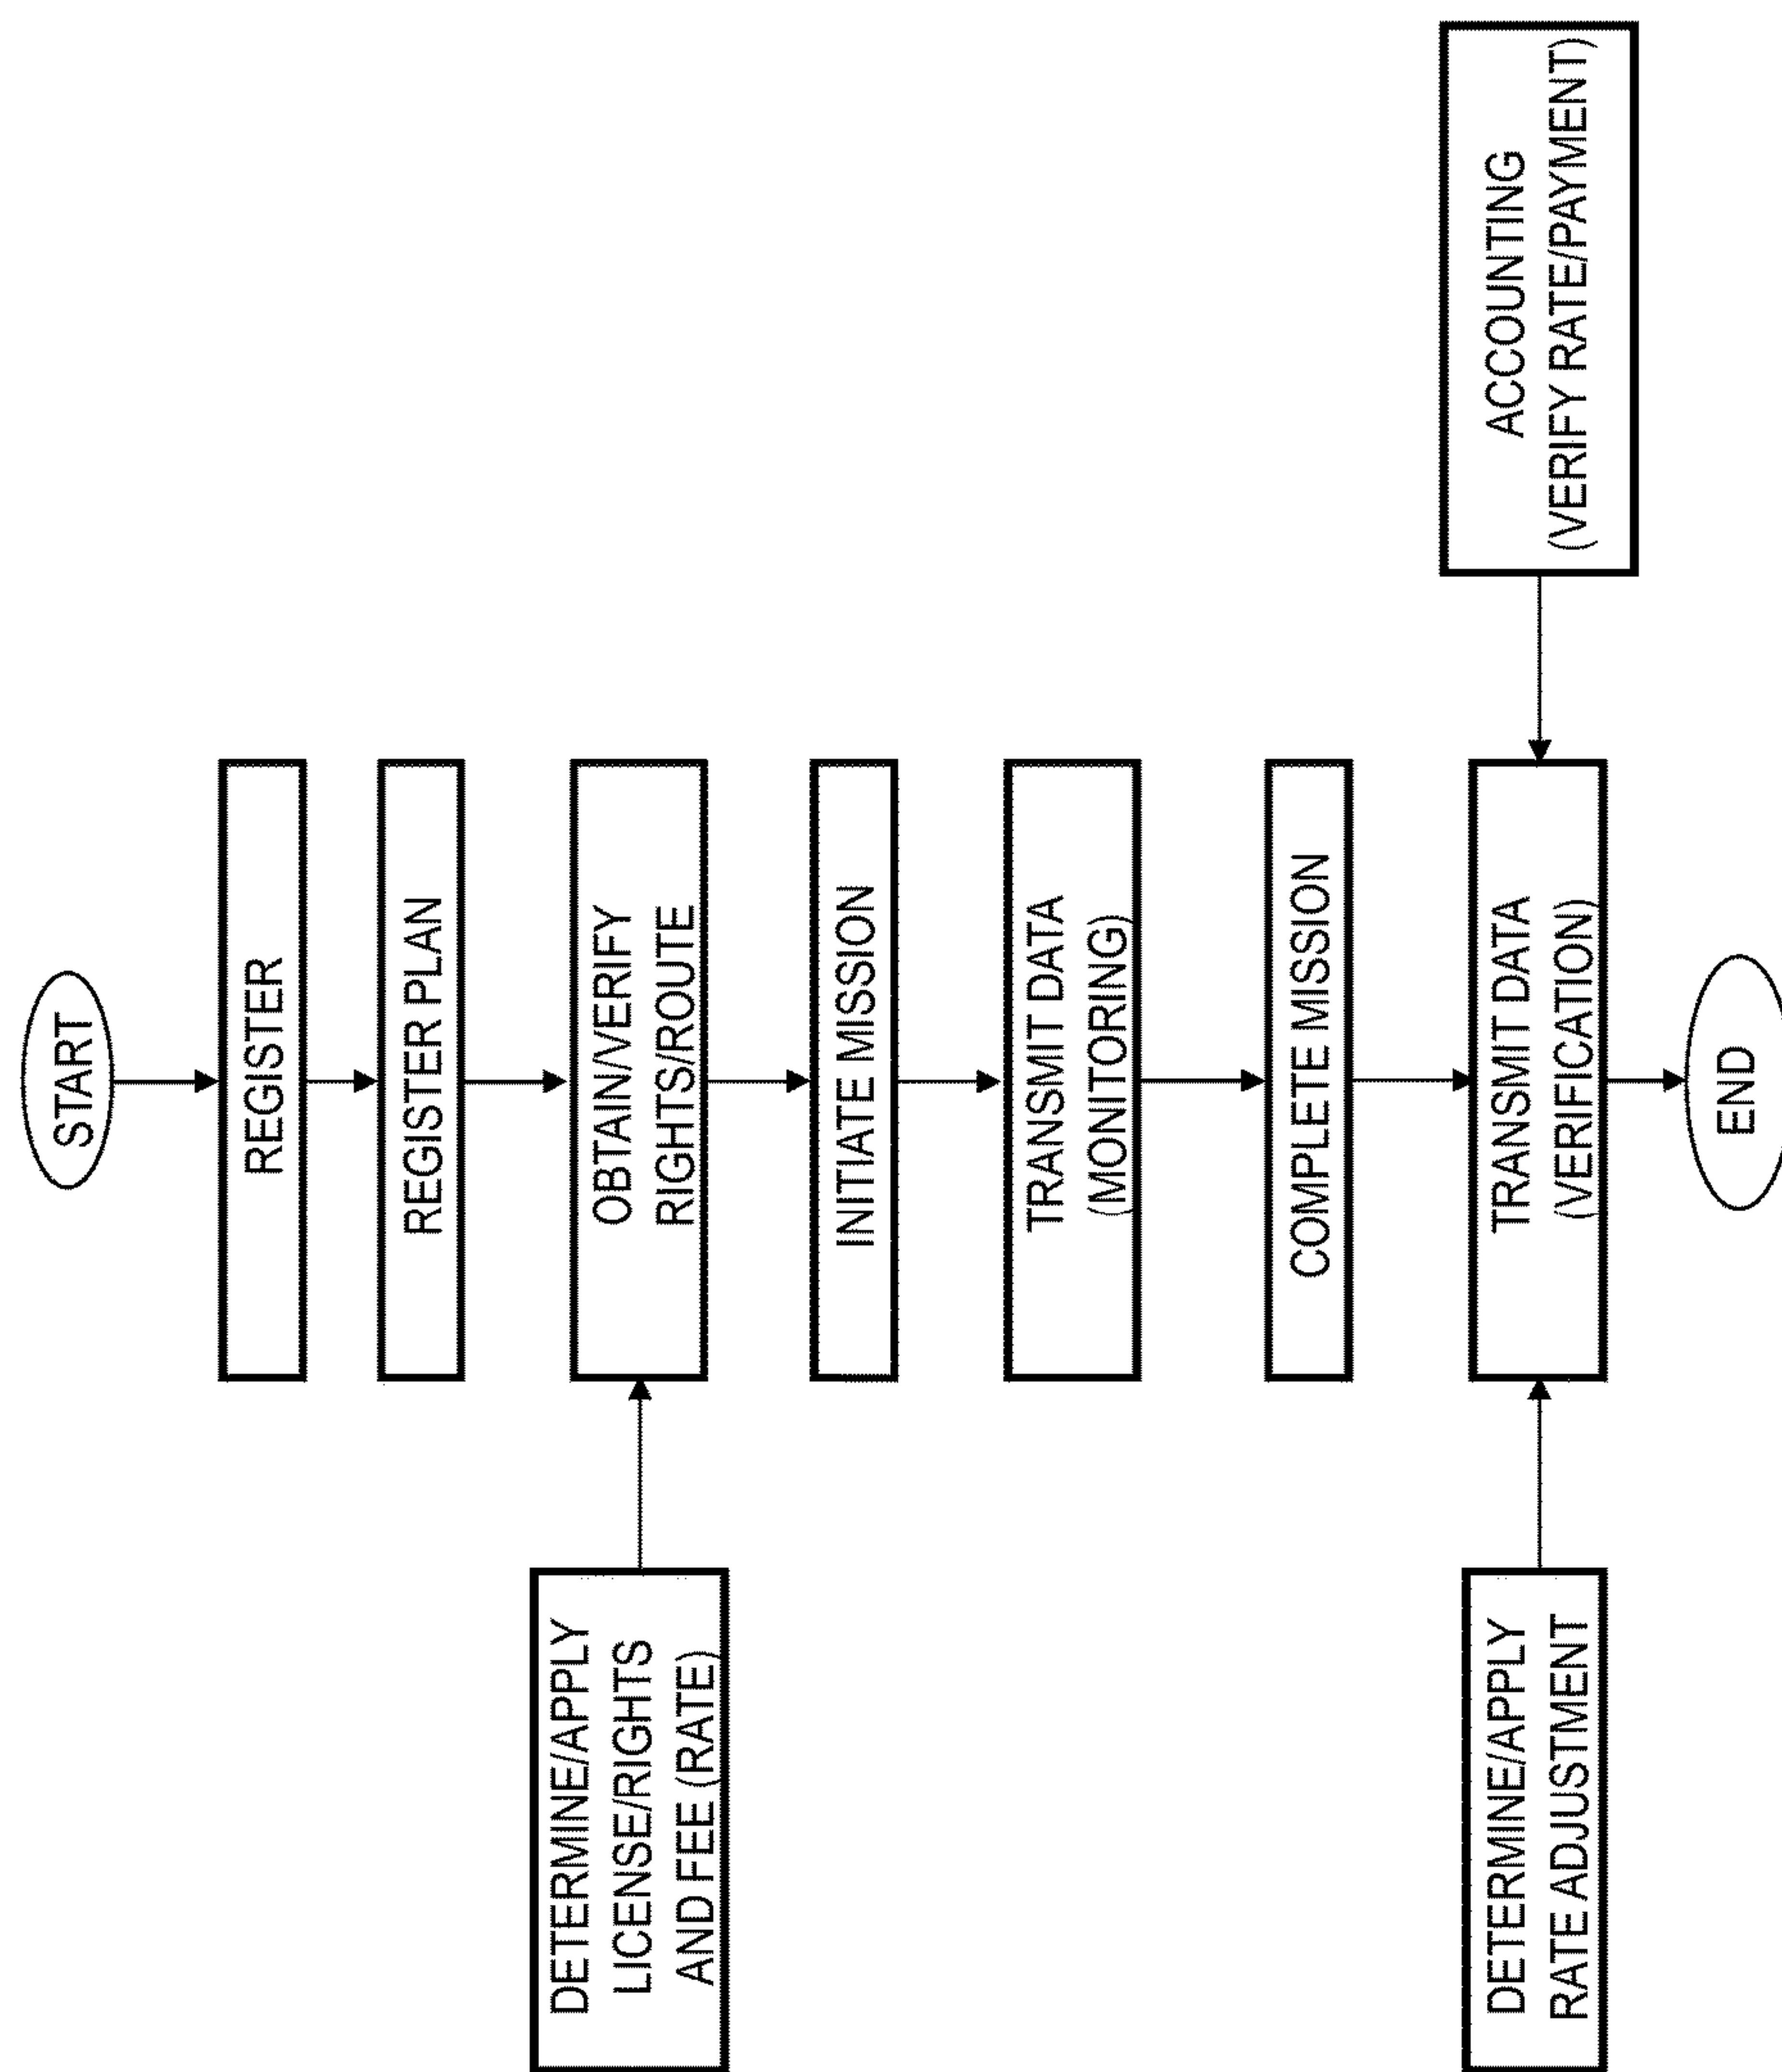 START
REGISTER
REGISTER PLAN
DETERMINE/APPLY
LICENSE/RIGHTS
AND FEE (RATE)
OBTAIN/VERIFY
RIGHTS/ROUTE
INITIATE MISSION
TRANSMIT DATA
(MONITORING)
COMPLETE MISSION
DETERMINE/APPLY
RATE ADJUSTMENT
TRANSMIT DATA
(VERIFICATION)
ACCOUNTING
(VERIFY RATE/PAYMENT)
END